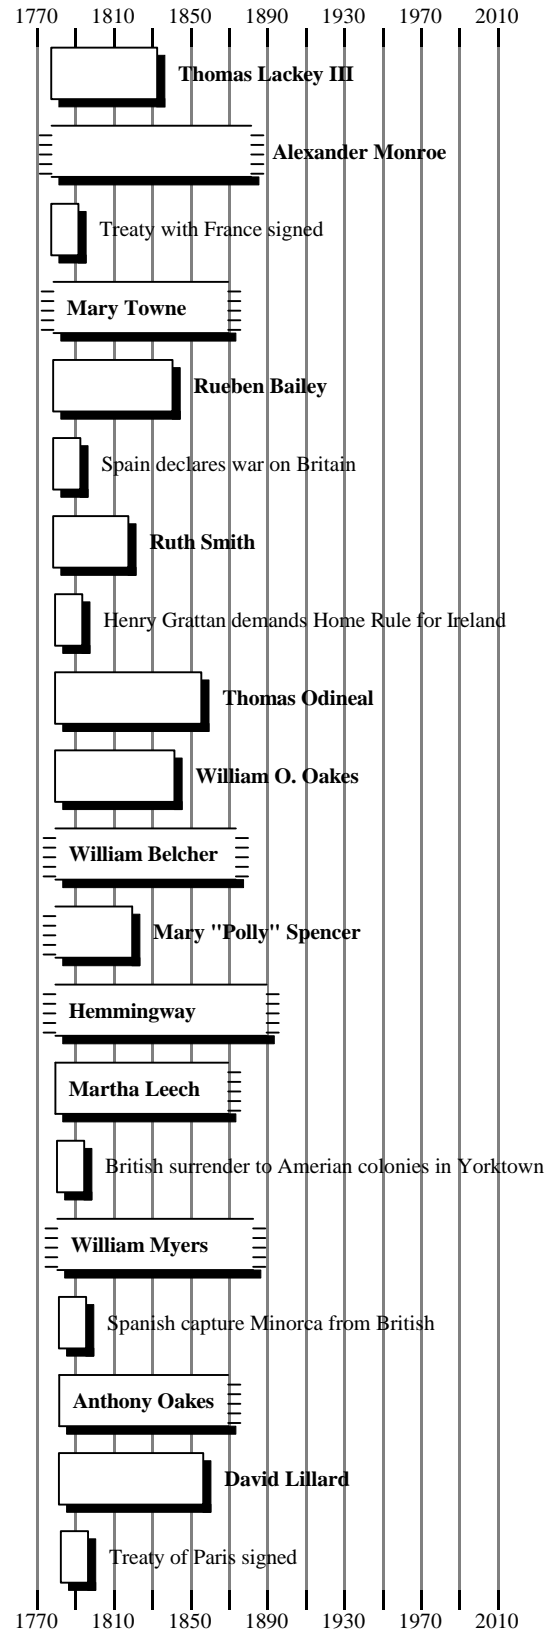 1770 1810 1850 1890 1930 1970 2010
Thomas Lackey III
Alexander Monroe
Treaty with France signed
Mary Towne
Rueben Bailey
Spain declares war on Britain
Ruth Smith
Henry Grattan demands Home Rule for Ireland
Thomas Odineal
William O. Oakes
William Belcher
Mary "Polly" Spencer
Hemmingway
Martha Leech
British surrender to Amerian colonies in Yorktown
William Myers
Spanish capture Minorca from British
Anthony Oakes
David Lillard
Treaty of Paris signed
1770 1810 1850 1890 1930 1970 2010